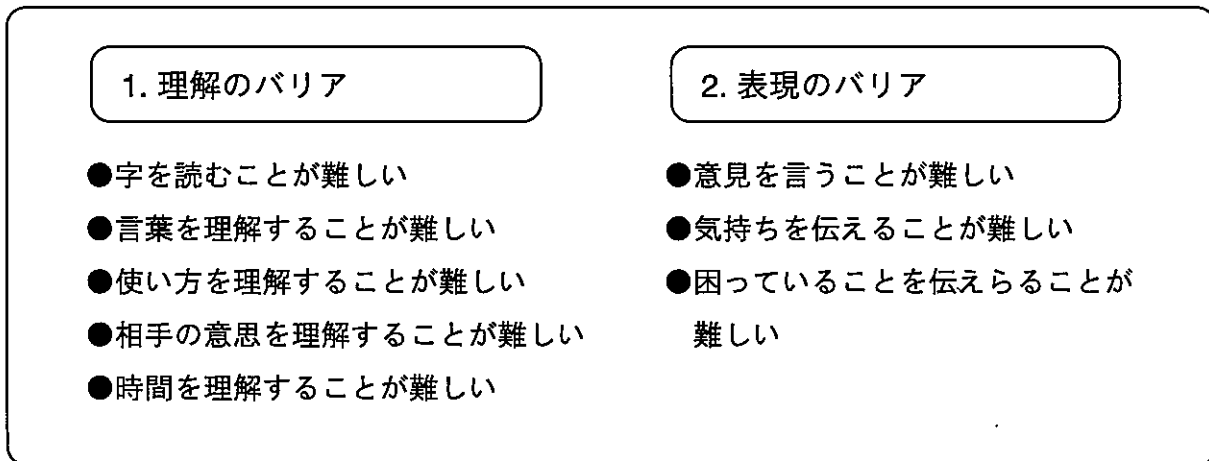 1. 理解のバリア
●字を読むことが難しい
●言葉を理解することが難しい
●使い方を理解することが難しい
●相手の意思を理解することが難しい
●時間を理解することが難しい
2. 表現のバリア
●意見を言うことが難しい
●気持ちを伝えることが難しい
●困っていることを伝えらることが
難しい